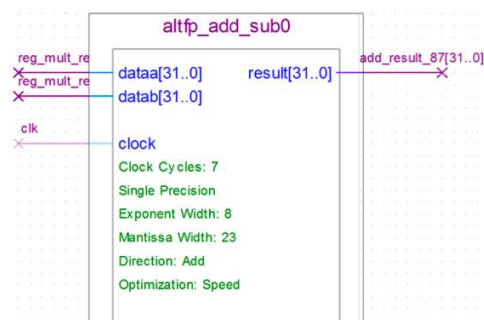 altfp_add_sub0
reg_mult_re
dataa[31..0]
result[31..0]
add_result_87[31..0]
reg_mult_re
datab[31..0]
clk
clock
Clock Cycles: 7
Single Precision
Exponent Width: 8
Mantissa Width: 23
Direction: Add
Optimization: Speed